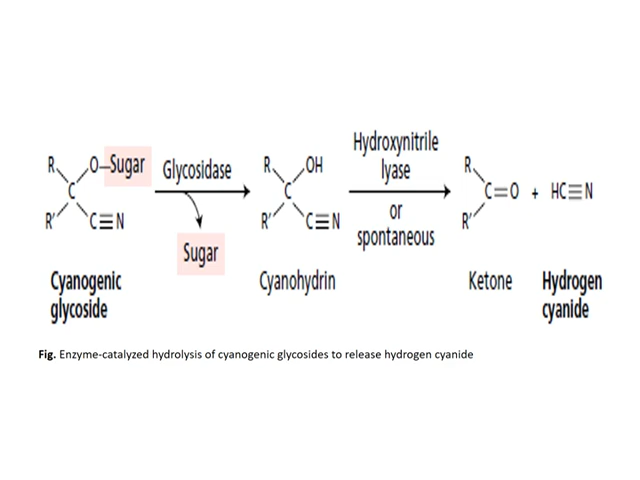 R
O–Sugar
C
R′
C≡N
Cyanogenic
glycoside
Glycosidase
Sugar
R
OH
C
R′
C≡N
Cyanohydrin
Hydroxynitrile
lyase
or
spontaneous
R
C=O + HC≡N
R′
Ketone
Hydrogen
cyanide
Fig. Enzyme-catalyzed hydrolysis of cyanogenic glycosides to release hydrogen cyanide